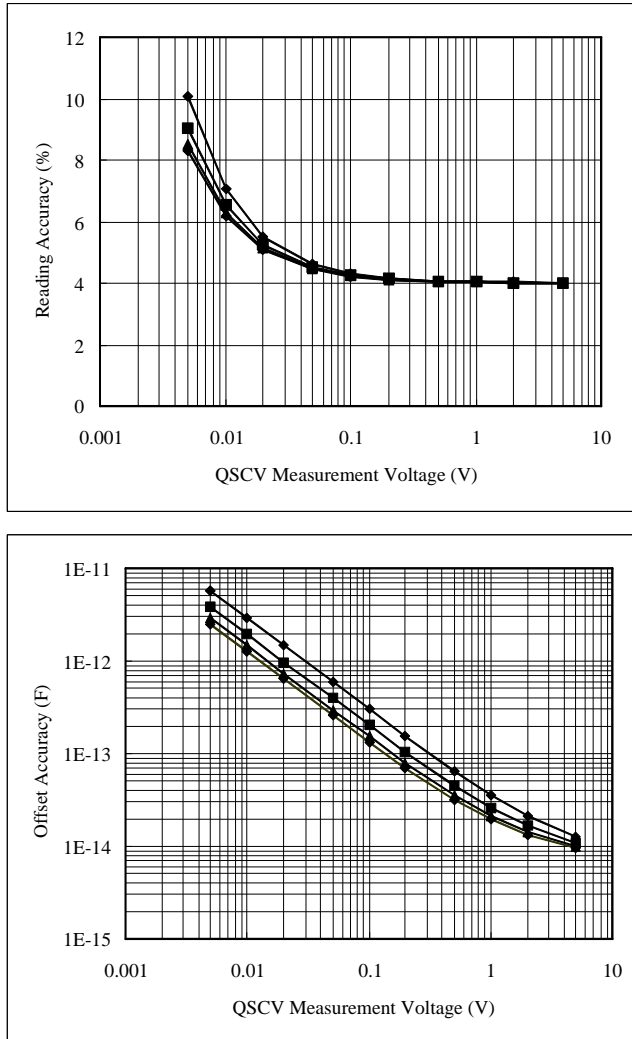 12
10
8
6
4
2
0
Reading Accuracy (%)
0.001 0.01 0.1 1 10
QSCV Measurement Voltage (V)
1E-11
1E-12
1E-13
1E-14
1E-15
Offset Accuracy (F)
0.001 0.01 0.1 1 10
QSCV Measurement Voltage (V)